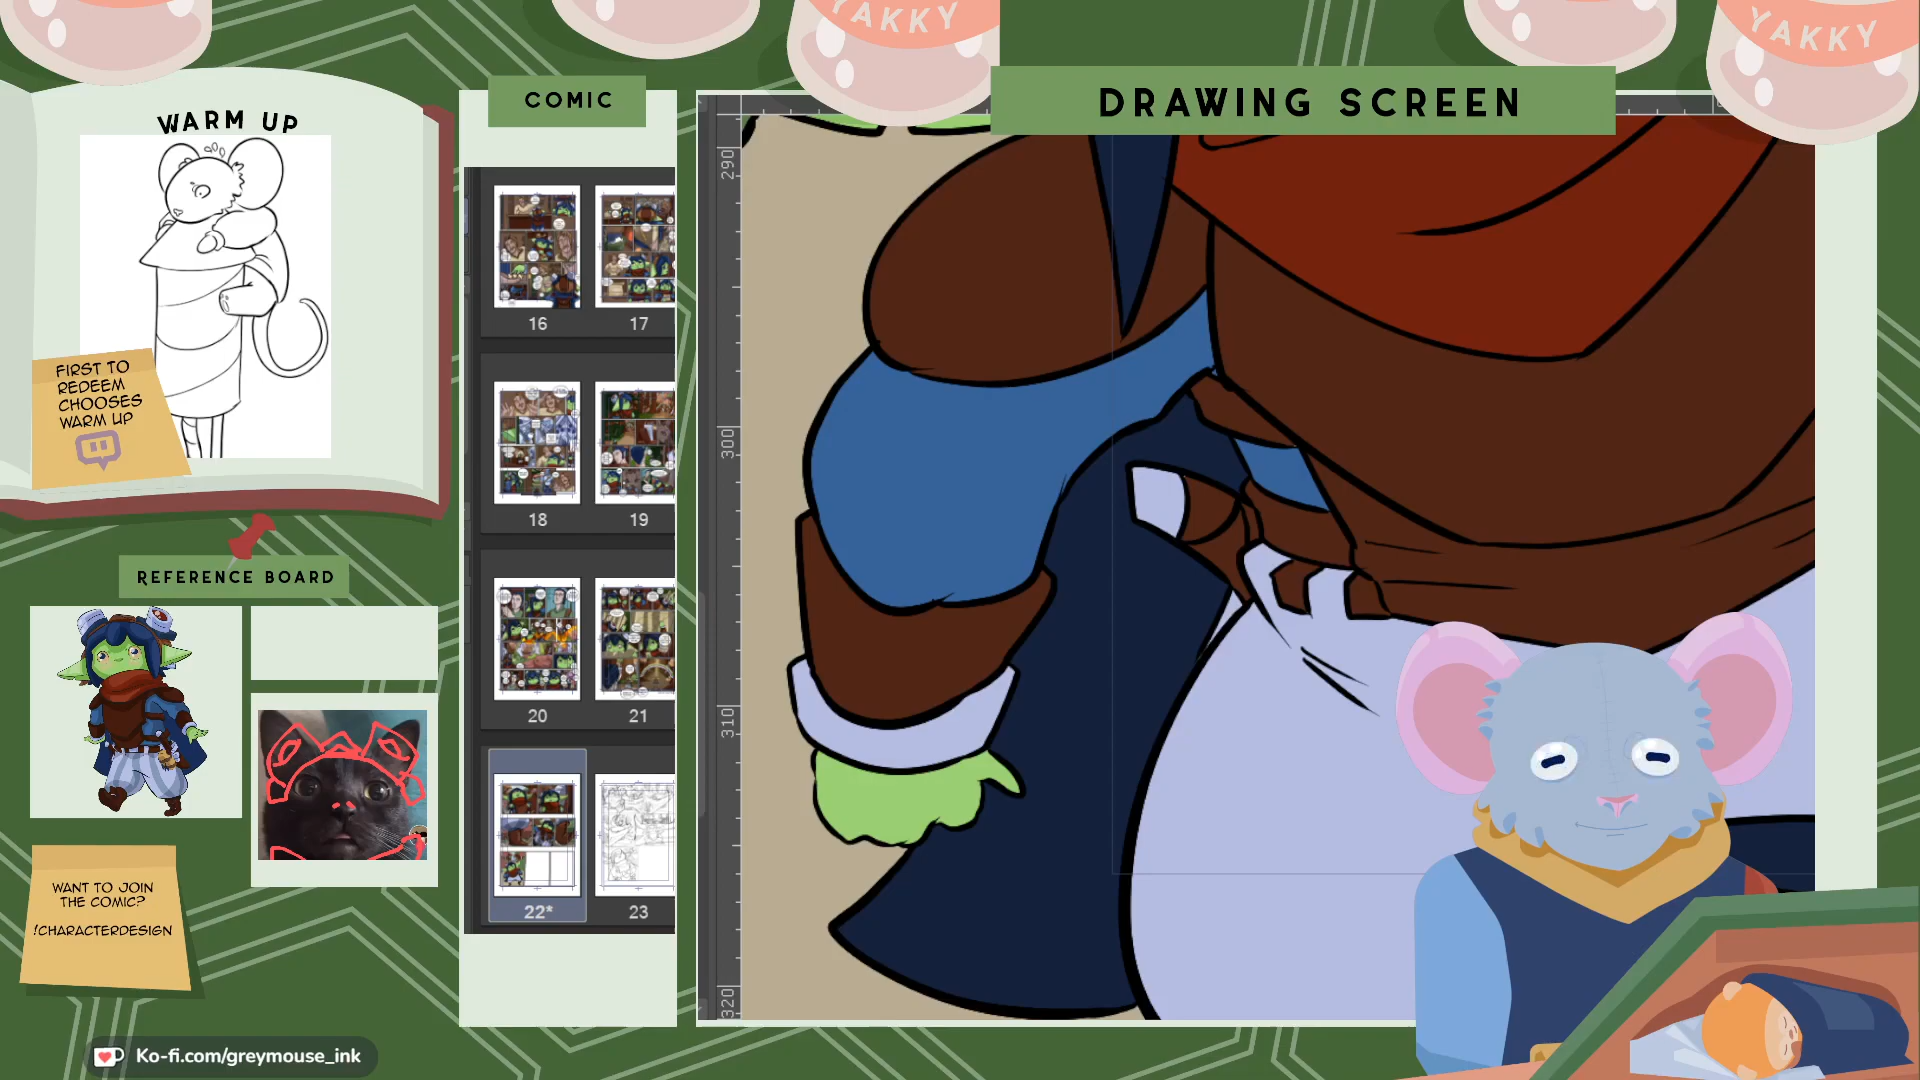 YAKKY
YAKKY
WARM UP
FIRST TO
REDEEM
CHOOSES
WARM UP
REFERENCE BOARD
WANT TO JOIN
THE COMIC?
!CHARACTERDESIGN
Ko-fi.com/greymouse_ink
COMIC
16
17
18
19
20
21
22*
23
DRAWING SCREEN
290
300
310
320